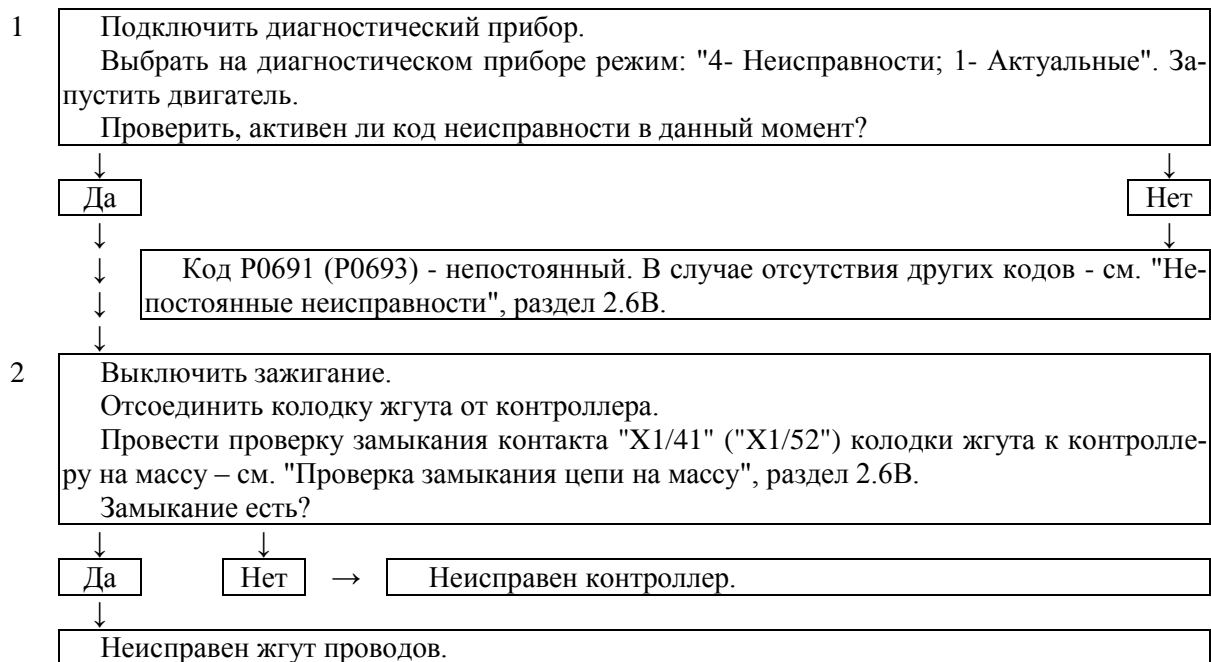 1
Подключить диагностический прибор.
Выбрать на диагностическом приборе режим: "4- Неисправности; 1- Актуальные". За-
пустить двигатель.
Проверить, активен ли код неисправности в данный момент?
↓ ↓
Да Нет
↓ ↓
↓ Код Р0691 (Р0693) - непостоянный. В случае отсутствия других кодов - см. "Не-
↓ постоянные неисправности", раздел 2.6В.
↓
2
Выключить зажигание.
Отсоединить колодку жгута от контроллера.
Провести проверку замыкания контакта "Х1/41" ("Х1/52") колодки жгута к контролле-
ру на массу – см. "Проверка замыкания цепи на массу", раздел 2.6В.
Замыкание есть?
↓ ↓
Да Нет → Неисправен контроллер.
↓
Неисправен жгут проводов.